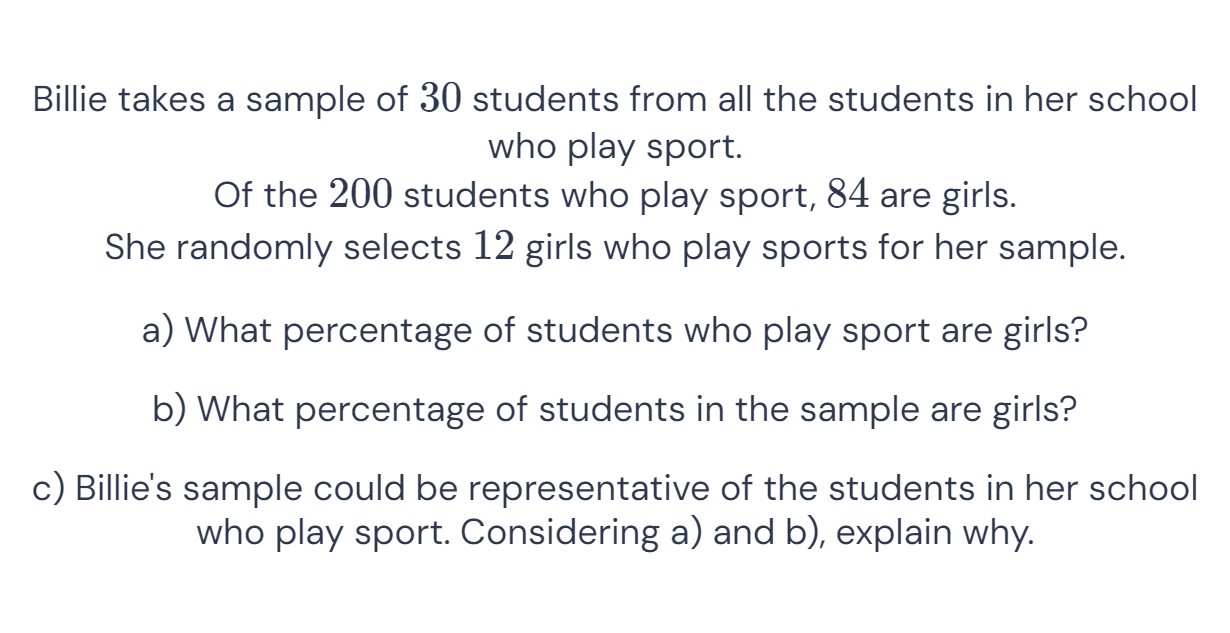 Billie takes a sample of 30 students from all the students in her school
who play sport.
Of the 200 students who play sport, 84 are girls.
She randomly selects 12 girls who play sports for her sample.
a) What percentage of students who play sport are girls?
b) What percentage of students in the sample are girls?
c) Billie's sample could be representative of the students in her school
who play sport. Considering a) and b), explain why.